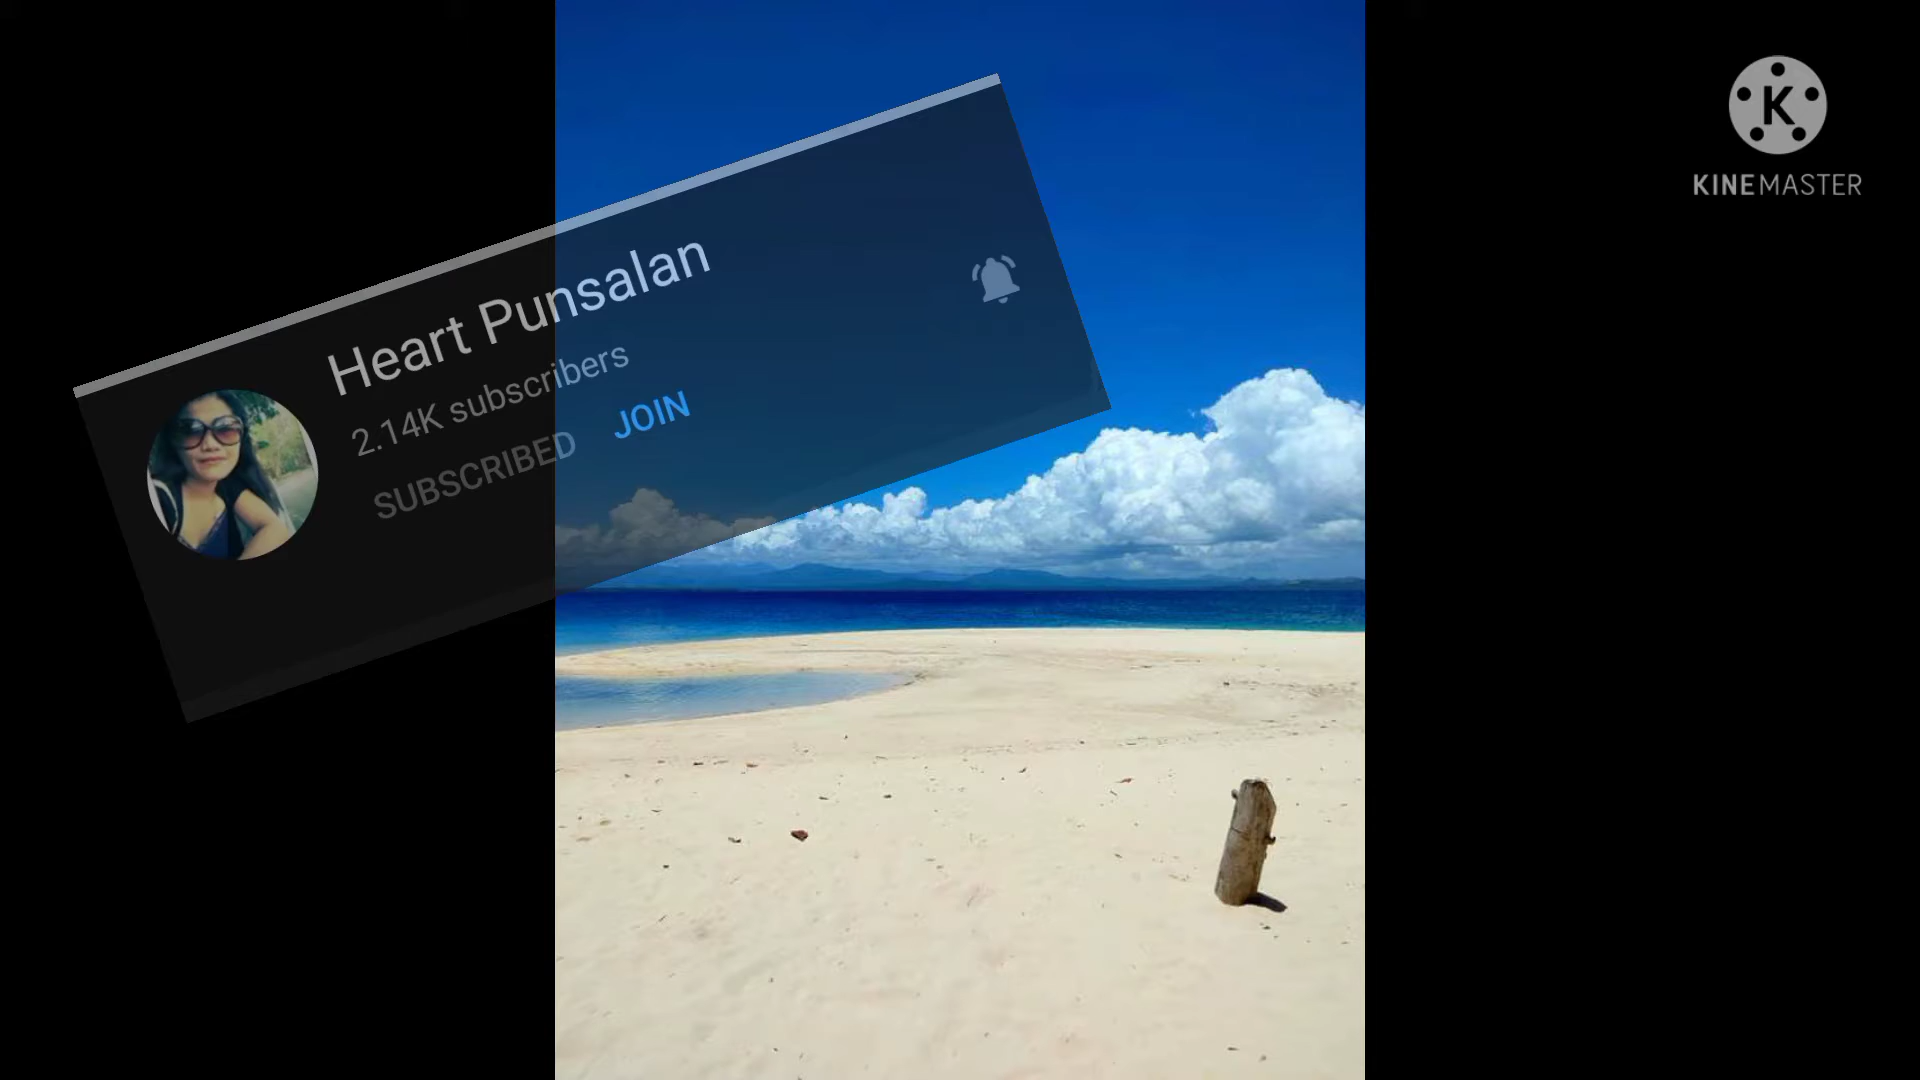 Heart Punsalan
2.14K subscribers
SUBSCRIBED JOIN
K
KINEMASTER